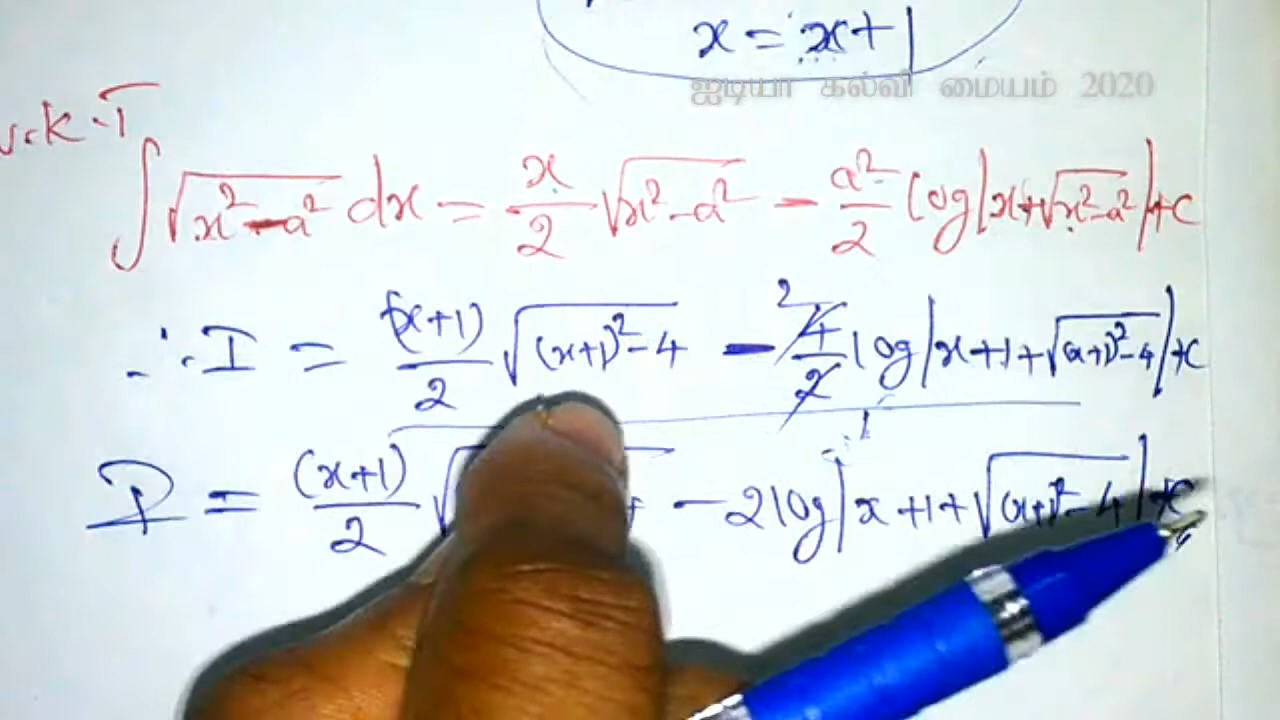 x = x+1
ஐடியா கல்வி மையம் 2020
W.K.T
∫√(x²-a²) dx = x/2 √(x²-a²) - a²/2 log|x+√(x²-a²)|+c
∴ I = (x+1)/2 √((x+1)²-4) - 4/2 2 log|x+1+√((x+1)²-4)|+c
I = (x+1)/2 √ - 2log|x+1+√((x+1)²-4)|+c